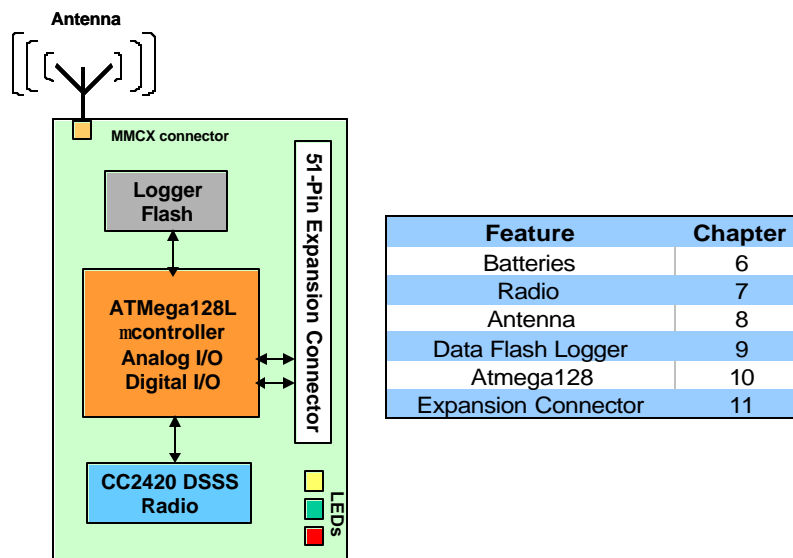 Antenna
MMCX connector
Logger
Flash
51-Pin Expansion Connector
ATMega128L
mcontroller
Analog I/O
Digital I/O
CC2420 DSSS
Radio
LEDs
Feature Chapter
Batteries 6
Radio 7
Antenna 8
Data Flash Logger 9
Atmega128 10
Expansion Connector 11